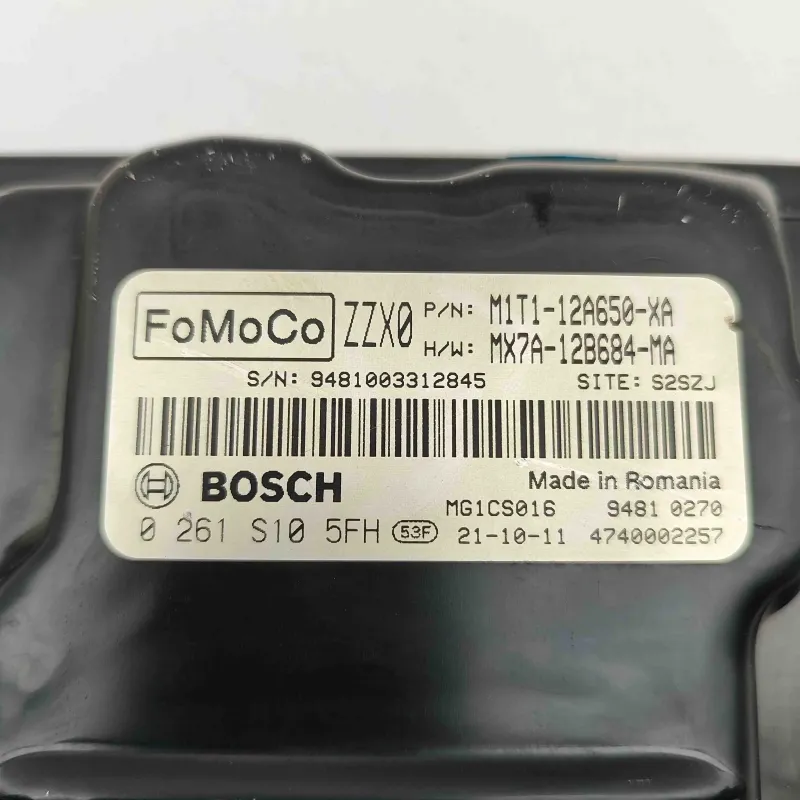 FoMoCo ZZX0 P/N: M1T1-12A650-XA
H/W: MX7A-12B684-MA
S/N: 9481003312845 SITE: S2SZJ
BOSCH Made in Romania
MG1CS016 9481 0270
0 261 S10 5FH 53F 21-10-11 4740002257